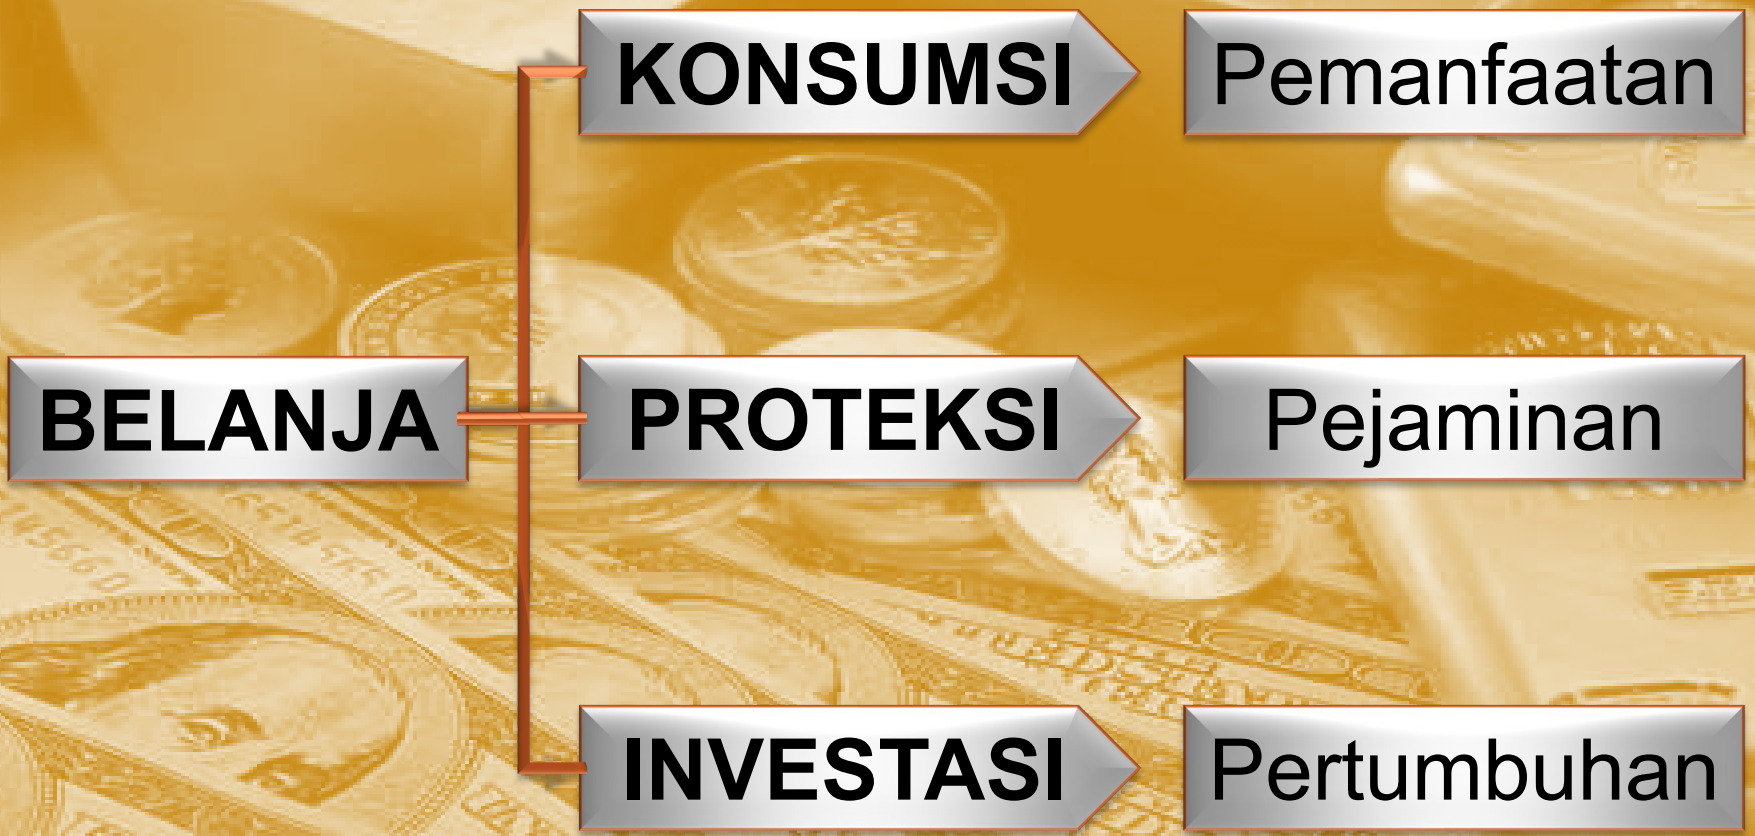 KONSUMSI
Pemanfaatan
BELANJA
PROTEKSI
Pejaminan
INVESTASI
Pertumbuhan